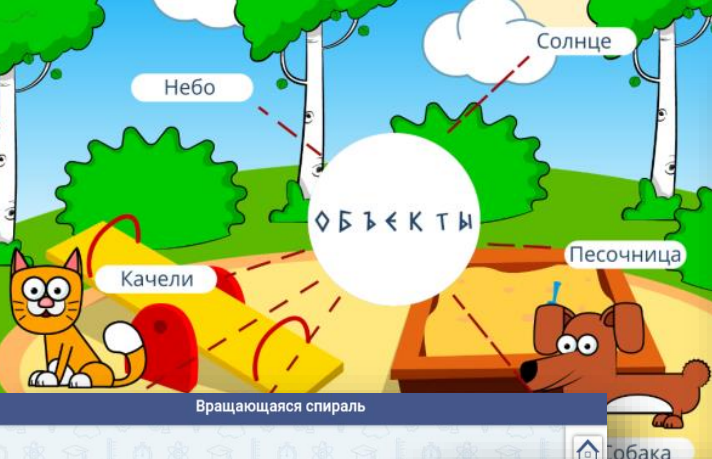 Солнце
Небо
ОБЪЕКТЫ
Песочница
Качели
Вращающаяся спираль